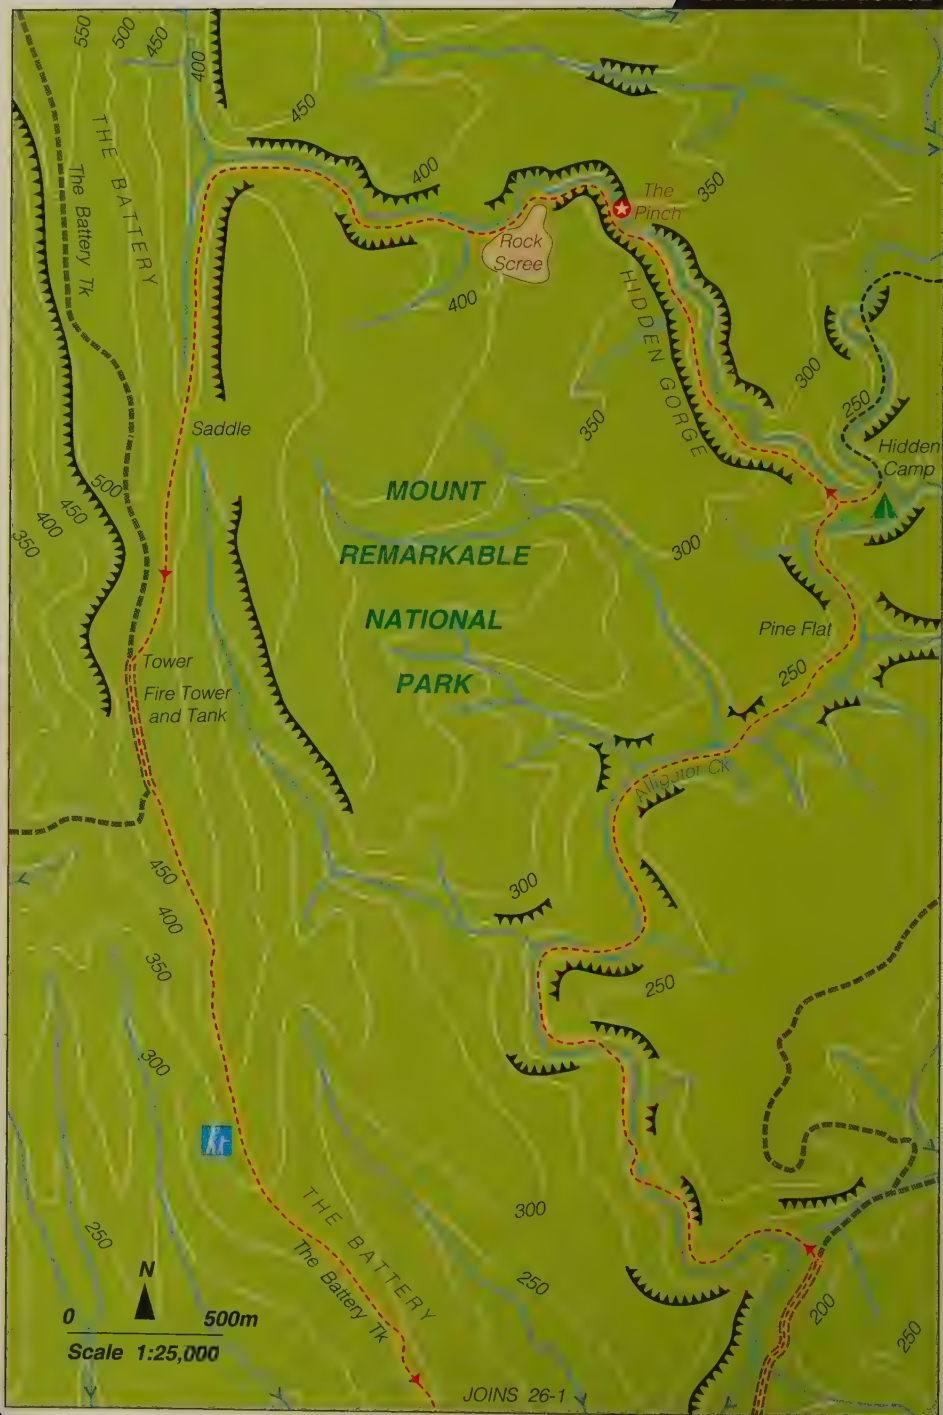 550
500
450
400
450
THE BATTERY
The Battery Tk
400
350
The
Pinch
Rock
Scree
400
HIDDEN GORGE
300
350
250
Saddle
Hidden
Camp
MOUNT
500
450
400
350
REMARKABLE
300
NATIONAL
Pine Flat
PARK
Tower
250
Fire Tower
and Tank
Alligator Ck
450
300
400
350
250
300
THE BATTERY
300
The Battery Tk
250
250
N
0 500m
200
250
Scale 1:25,000
JOINS 26-1